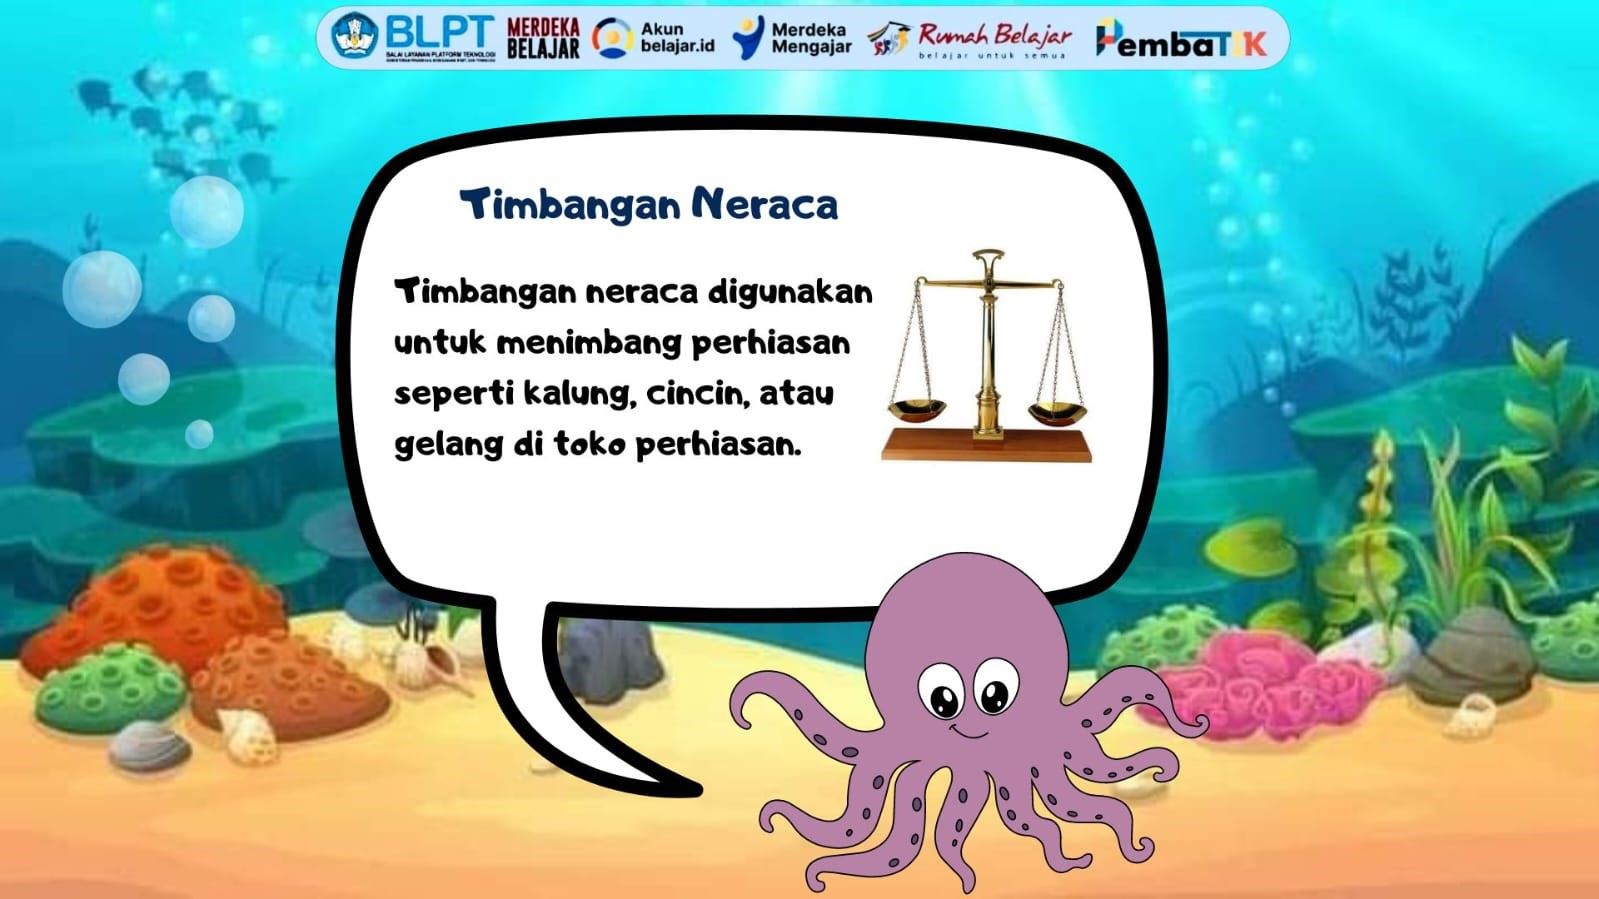 BLPT
BALAI LAYANAN PLATFORM TEKNOLOGI
MERDEKA
BELAJAR
Akun
belajar.id
Merdeka
Mengajar
Rumah Belajar
belajar untuk semua
PembaTIK
Timbangan Neraca
Timbangan neraca digunakan
untuk menimbang perhiasan
seperti kalung, cincin, atau
gelang di toko perhiasan.